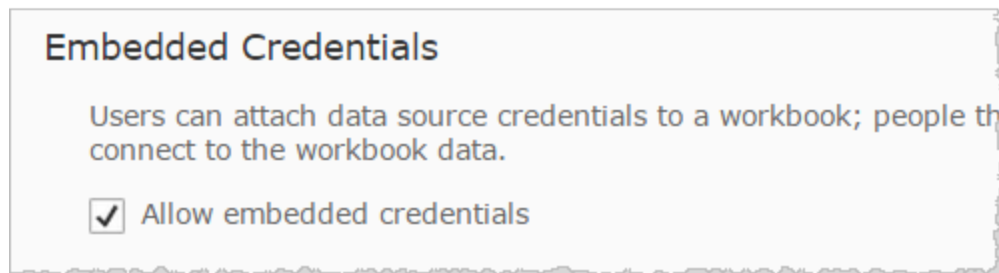 Embedded Credentials
Users can attach data source credentials to a workbook; people
connect to the workbook data.
Allow embedded credentials